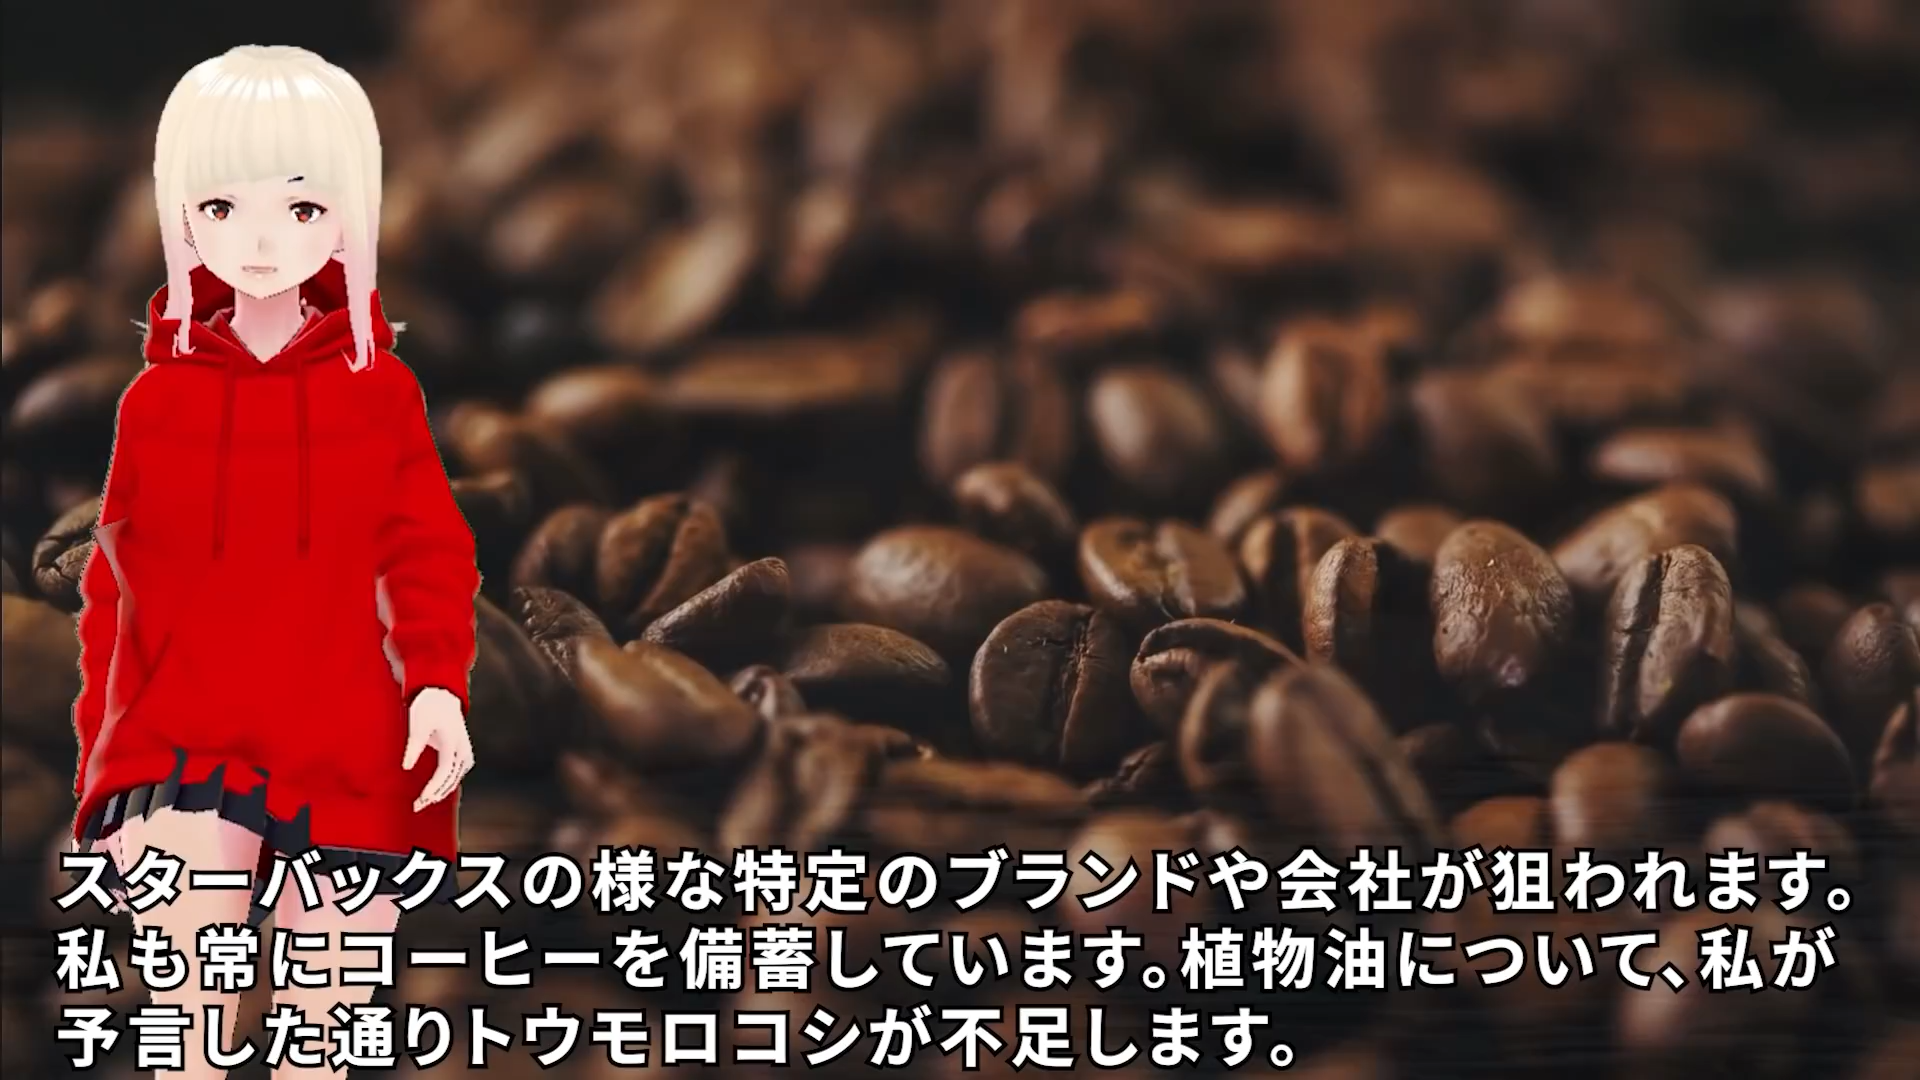 スターバックスの様な特定のブランドや会社が狙われます。
私も常にコーヒーを備蓄しています。植物油について、私が
予言した通りトウモロコシが不足します。